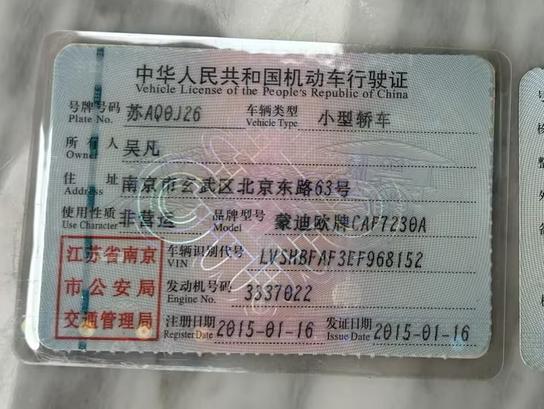 中华人民共和国机动车行驶证
Vehicle License of the People's Republic of China
号牌号码 苏AQ0J26 车辆类型 小型轿车
Plate No. Vehicle Type
所有人 吴凡
Owner
住址 南京市玄武区北京东路63号
Address
使用性质 非营运 品牌型号 蒙迪欧牌CAF7230A
Use Character Model
江苏省南京
市公安局
交通管理局
车辆识别代号 LVSHBFAF3EF968152
VIN
发动机号码 3337022
Engine No.
注册日期 2015-01-16 发证日期 2015-01-16
Register Date Issue Date